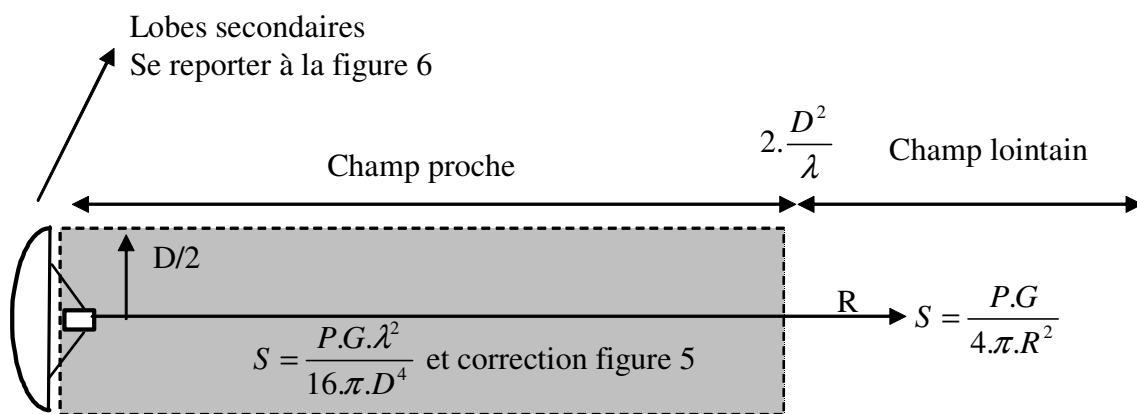 Lobes secondaires
Se reporter à la figure 6
Champ proche
2.D²/λ
Champ lointain
D/2
R
S = P.G.λ²/16.π.D⁴ et correction figure 5
S = P.G/4.π.R²